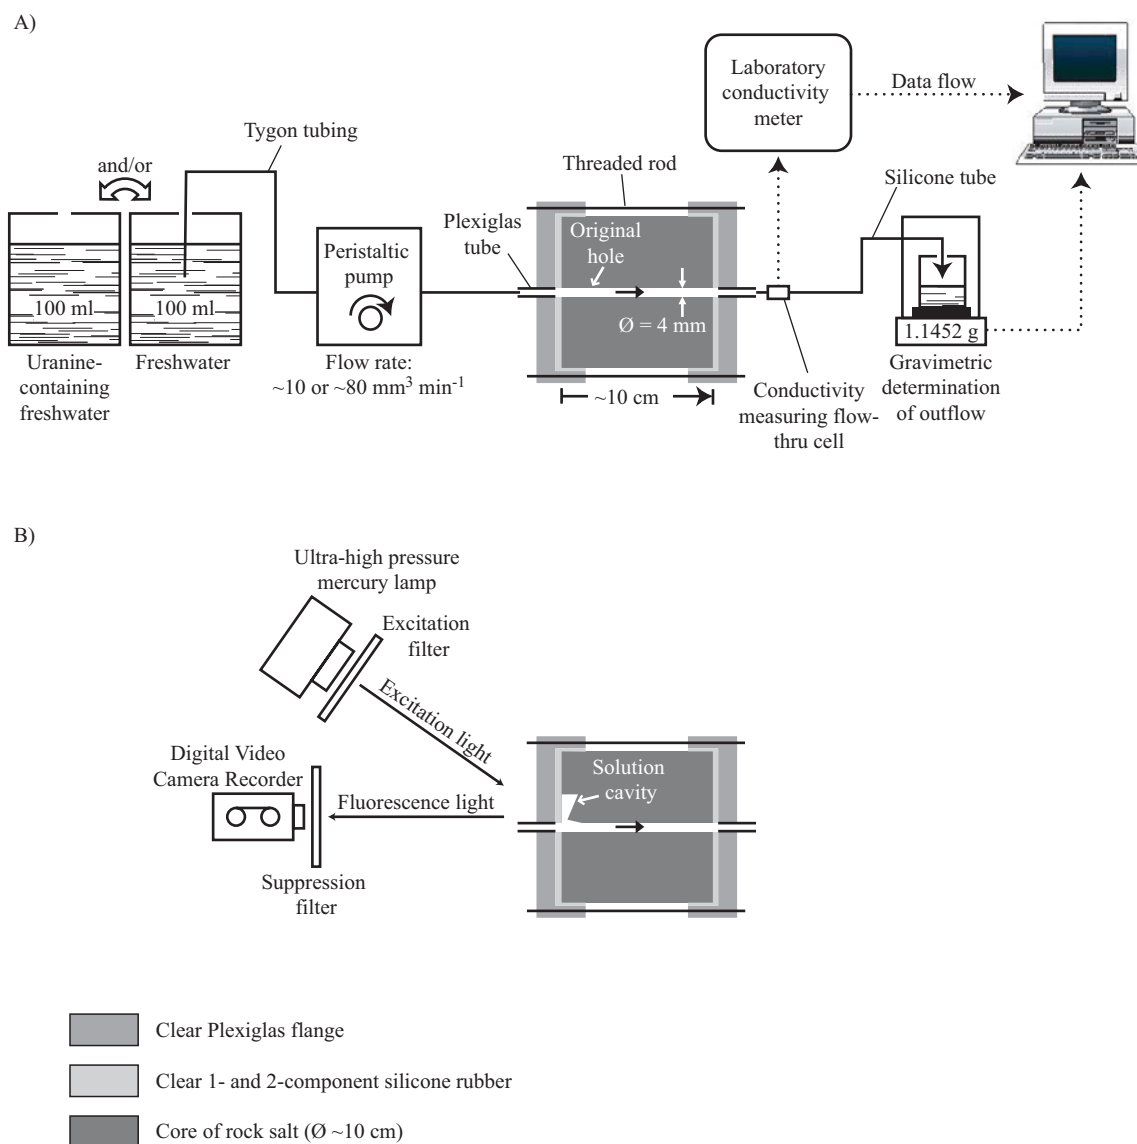 A)
Laboratory
conductivity
meter
Data flow
Tygon tubing
and/or
Threaded rod
Silicone tube
Plexiglas
tube
Original
hole
Peristaltic
pump
100 ml
100 ml
Ø = 4 mm
1.1452 g
Uranine-
containing
freshwater
Freshwater
Flow rate:
~10 or ~80 mm³ min⁻¹
~10 cm
Conductivity
measuring flow-
thru cell
Gravimetric
determination
of outflow
B)
Ultra-high pressure
mercury lamp
Excitation
filter
Excitation light
Digital Video
Camera Recorder
Solution
cavity
Fluorescence light
Suppression
filter
Clear Plexiglas flange
Clear 1- and 2-component silicone rubber
Core of rock salt (Ø ~10 cm)